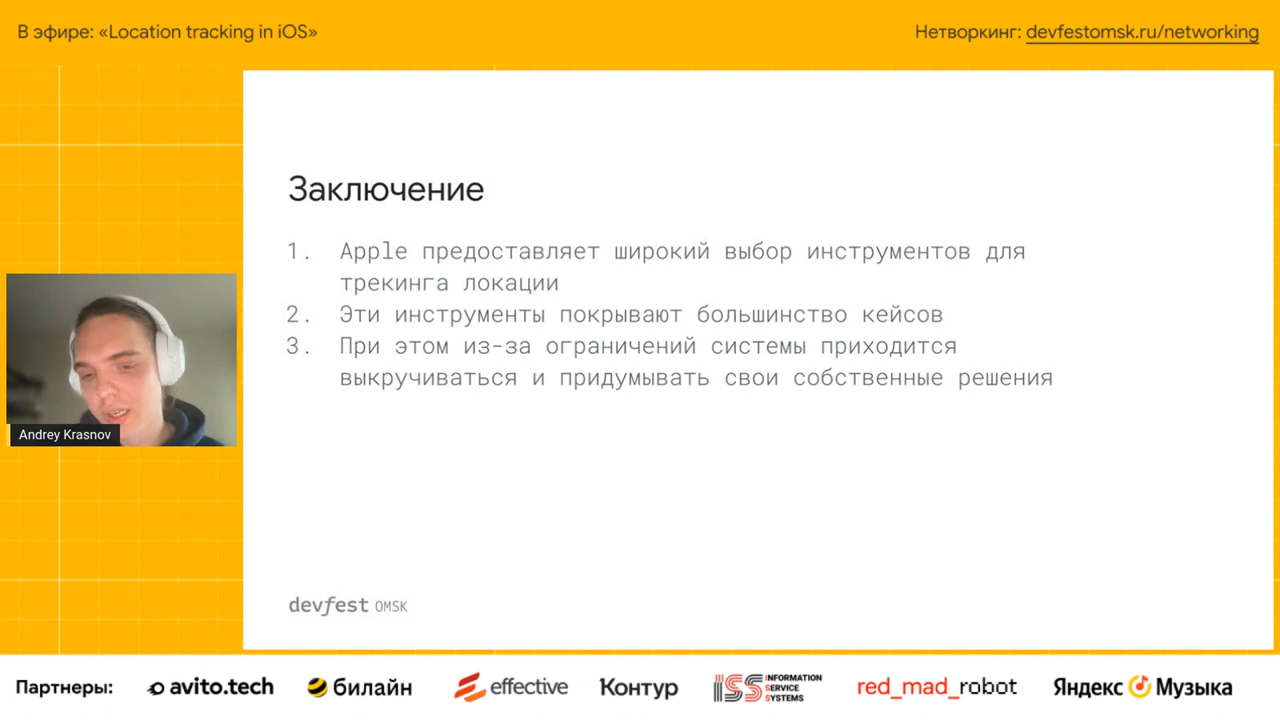 В эфире: «Location tracking in iOS»
Нетворкинг: devfestomsk.ru/networking
Заключение
1. Apple предоставляет широкий выбор инструментов для
трекинга локации
2. Эти инструменты покрывают большинство кейсов
3. При этом из-за ограничений системы приходится
выкручиваться и придумывать свои собственные решения
Andrey Krasnov
devfest OMSK
Партнеры: avito.tech билайн effective Контур ISS INFORMATION SERVICE SYSTEMS red_mad_robot Яндекс Музыка